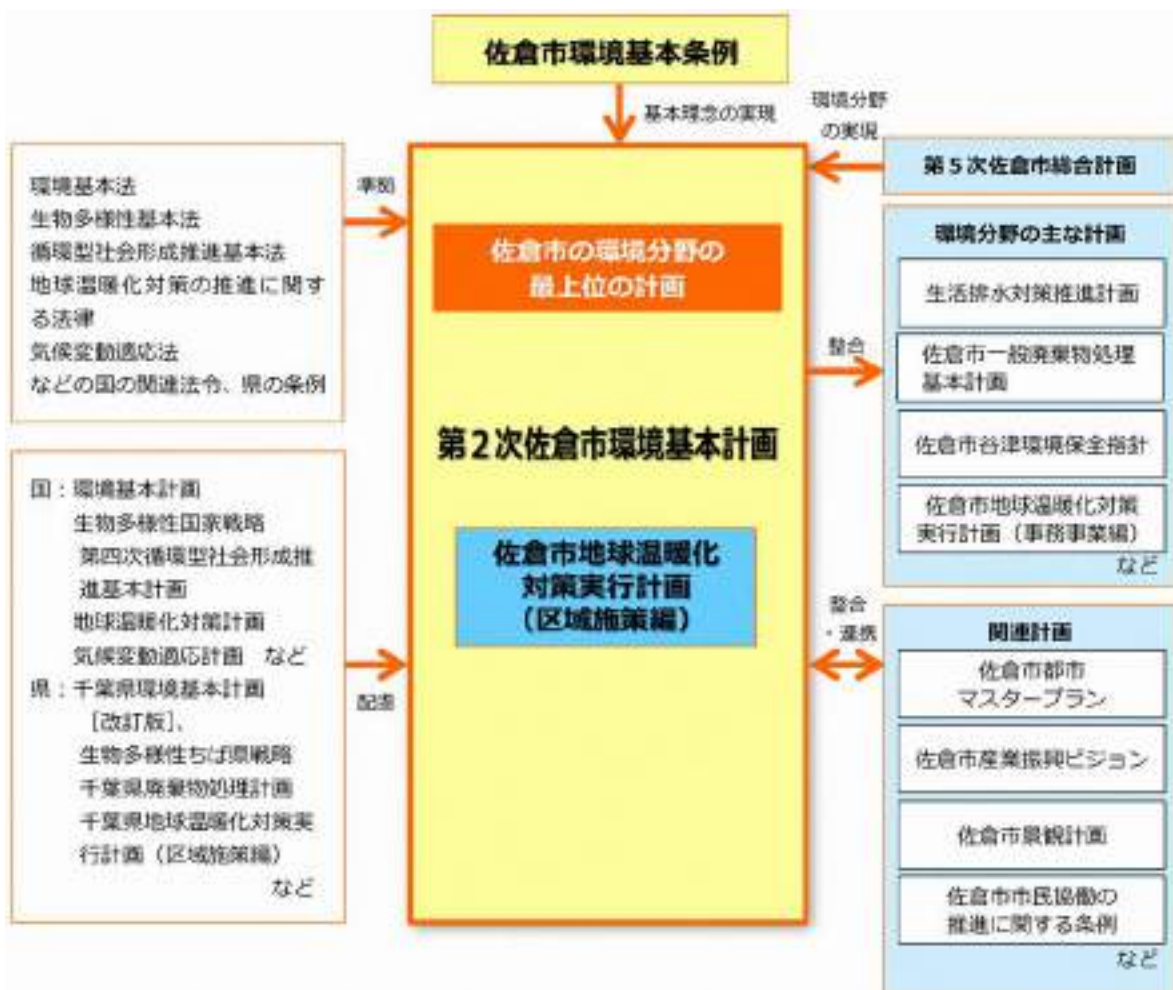 佐倉市環境基本条例
基本理念の実現
環境分野
の実現
環境基本法
生物多様性基本法
循環型社会形成推進基本法
地球温暖化対策の推進に関す
る法律
気候変動適応法
などの国の関連法令、県の条例
準拠
国：環境基本計画
生物多様性国家戦略
第四次循環型社会形成推
進基本計画
地球温暖化対策計画
気候変動適応計画　など
県：千葉県環境基本計画
［改訂版］、
生物多様性ちば県戦略
千葉県廃棄物処理計画
千葉県地球温暖化対策実
行計画（区域施策編）
など
配慮
佐倉市の環境分野の
最上位の計画
第２次佐倉市環境基本計画
佐倉市地球温暖化
対策実行計画
（区域施策編）
第５次佐倉市総合計画
整合
環境分野の主な計画
生活排水対策推進計画
佐倉市一般廃棄物処理
基本計画
佐倉市谷津環境保全指針
佐倉市地球温暖化対策
実行計画（事務事業編）
など
整合
・連携
関連計画
佐倉市都市
マスタープラン
佐倉市産業振興ビジョン
佐倉市景観計画
佐倉市市民協働の
推進に関する条例
など